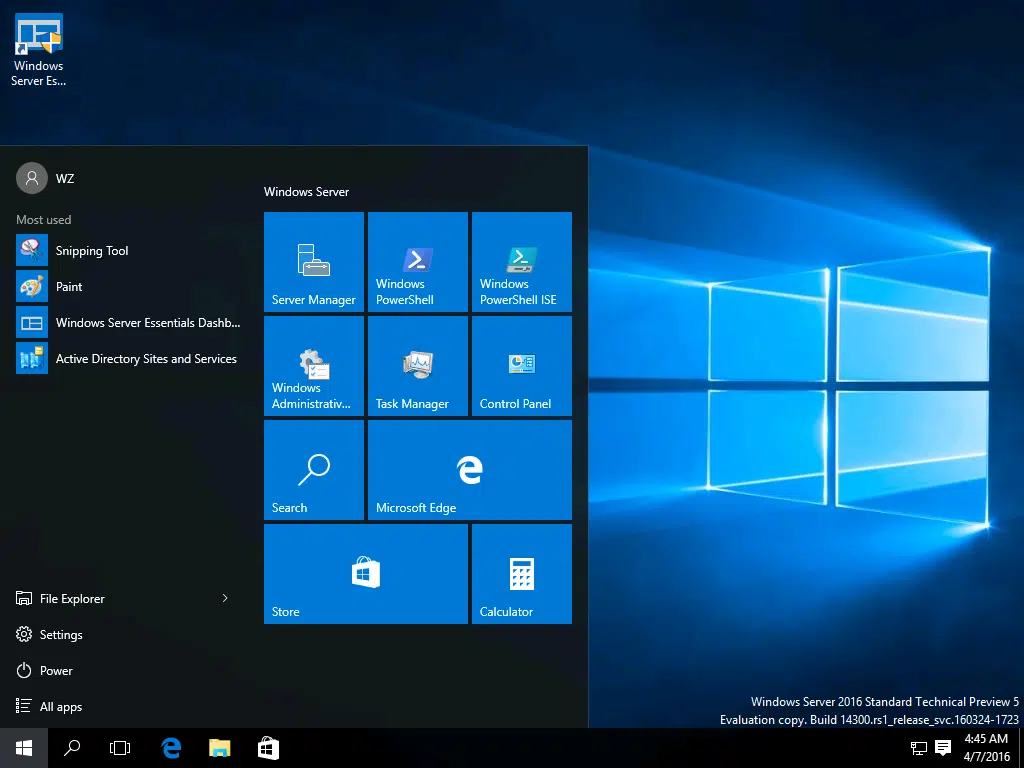 Windows
Server Es...
WZ
Most used
Snipping Tool
Paint
Windows Server Essentials Dashb...
Active Directory Sites and Services
File Explorer
Settings
Power
All apps
Windows Server
Server Manager
Windows
PowerShell
Windows
PowerShell ISE
Windows
Administrativ...
Task Manager
Control Panel
Search
Microsoft Edge
Store
Calculator
Windows Server 2016 Standard Technical Preview 5
Evaluation copy. Build 14300.rs1_release_svc.160324-1723
4:45 AM
4/7/2016